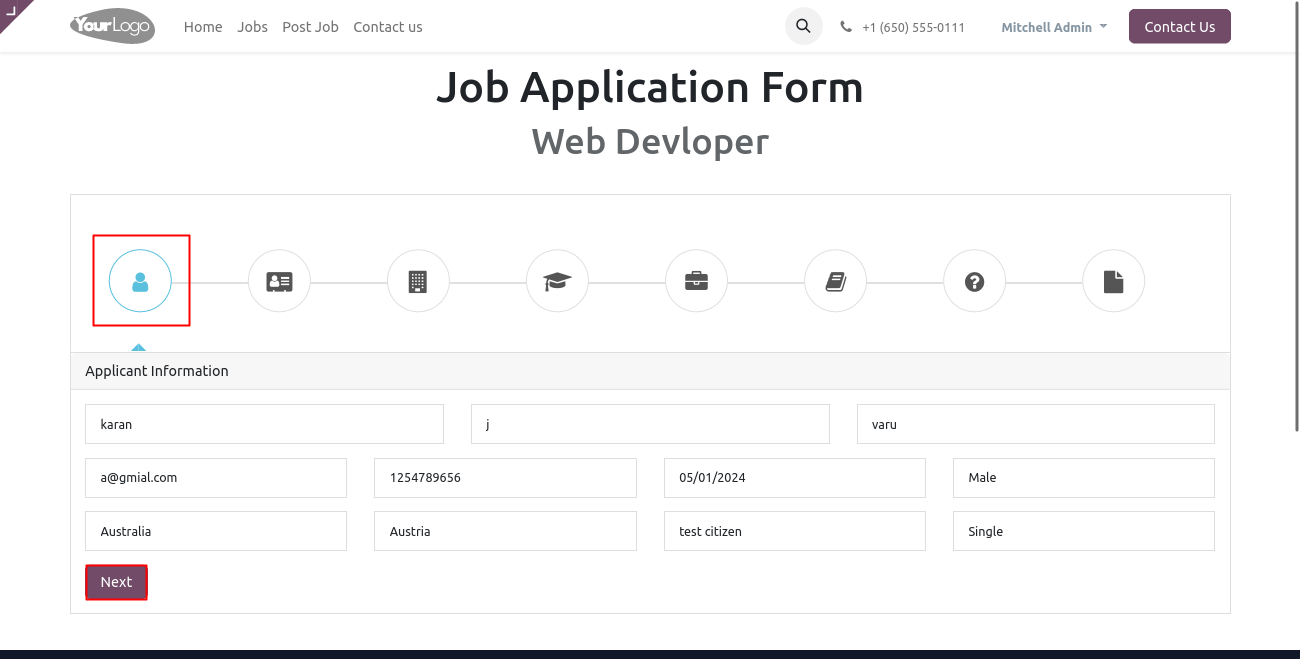 YourLogo Home Jobs Post Job Contact us +1 (650) 555-0111 Mitchell Admin Contact Us
Job Application Form
Web Devloper
Applicant Information
karan j varu
a@gmial.com 1254789656 05/01/2024 Male
Australia Austria test citizen Single
Next